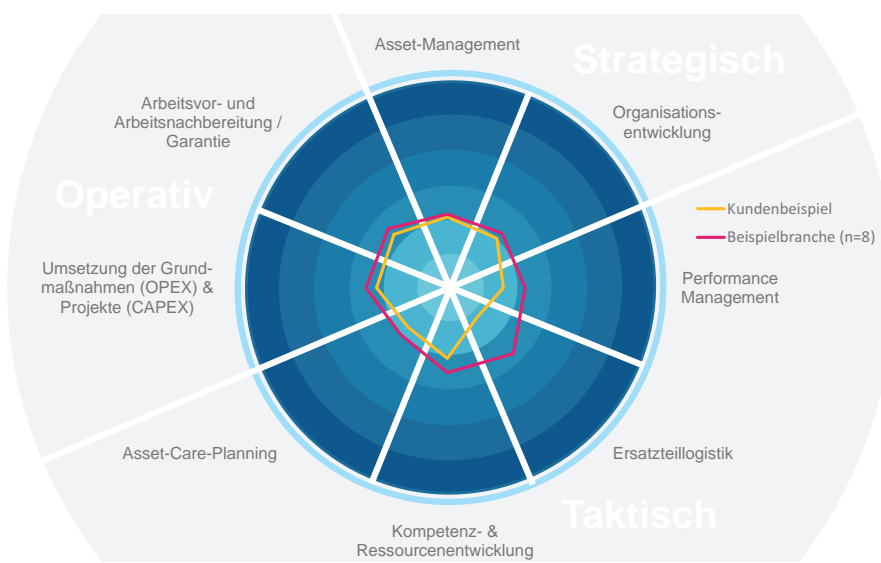 Asset-Management
Strategisch
Arbeitsvor- und
Arbeitsnachbereitung /
Garantie
Organisations-
entwicklung
Operativ
Kundenbeispiel
Beispielbranche (n=8)
Umsetzung der Grund-
maßnahmen (OPEX) &
Projekte (CAPEX)
Performance
Management
Asset-Care-Planning
Ersatzteillogistik
Taktisch
Kompetenz- &
Ressourcenentwicklung